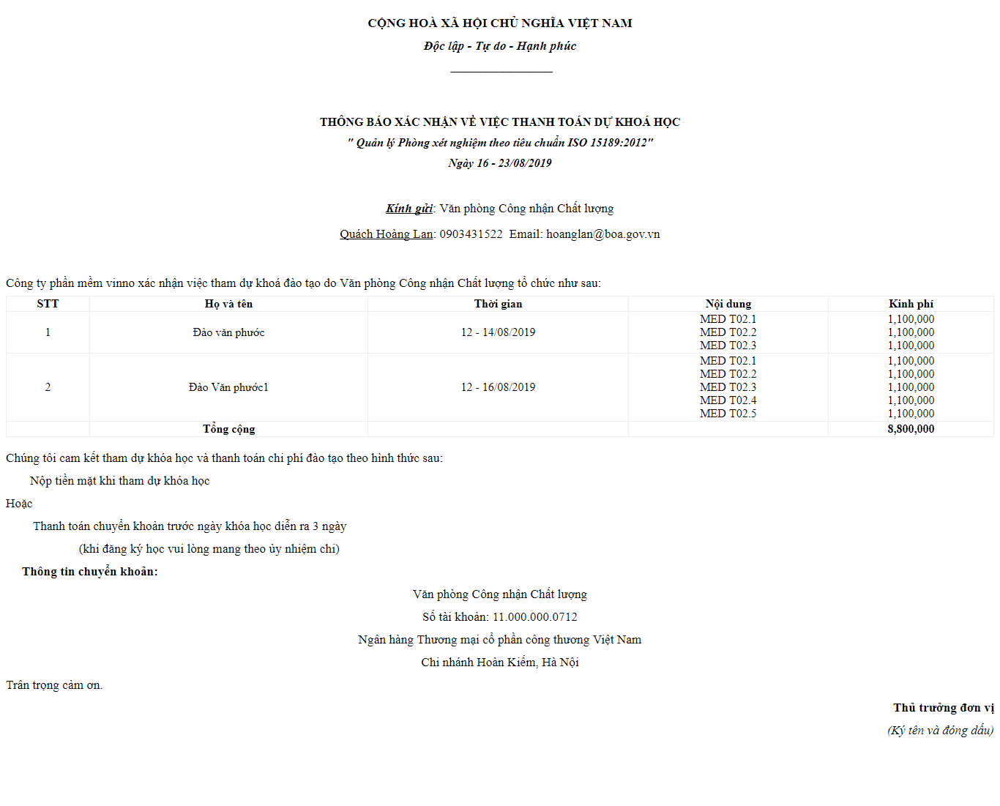 CỘNG HOÀ XÃ HỘI CHỦ NGHĨA VIỆT NAM
Độc lập - Tự do - Hạnh phúc
THÔNG BÁO XÁC NHẬN VỀ VIỆC THANH TOÁN DỰ KHOÁ HỌC
" Quản lý Phòng xét nghiệm theo tiêu chuẩn ISO 15189:2012"
Ngày 16 - 23/08/2019
Kính gửi: Văn phòng Công nhận Chất lượng
Quách Hoàng Lan: 0903431522 Email: hoanglan@boa.gov.vn
Công ty phần mềm vinno xác nhận việc tham dự khoá đào tạo do Văn phòng Công nhận Chất lượng tổ chức như sau:
STT Họ và tên Thời gian Nội dung Kinh phí
MED T02.1 1,100,000
1 Đào văn phước 12 - 14/08/2019 MED T02.2 1,100,000
MED T02.3 1,100,000
MED T02.1 1,100,000
MED T02.2 1,100,000
2 Đào Văn phước1 12 - 16/08/2019 MED T02.3 1,100,000
MED T02.4 1,100,000
MED T02.5 1,100,000
Tổng cộng 8,800,000
Chúng tôi cam kết tham dự khóa học và thanh toán chi phí đào tạo theo hình thức sau:
Nộp tiền mặt khi tham dự khóa học
Hoặc
Thanh toán chuyển khoản trước ngày khóa học diễn ra 3 ngày
(khi đăng ký học vui lòng mang theo ủy nhiệm chi)
Thông tin chuyển khoản:
Văn phòng Công nhận Chất lượng
Số tài khoản: 11.000.000.0712
Ngân hàng Thương mại cổ phần công thương Việt Nam
Chi nhánh Hoàn Kiếm, Hà Nội
Trân trọng cảm ơn.
Thủ trưởng đơn vị
(Ký tên và đóng dấu)